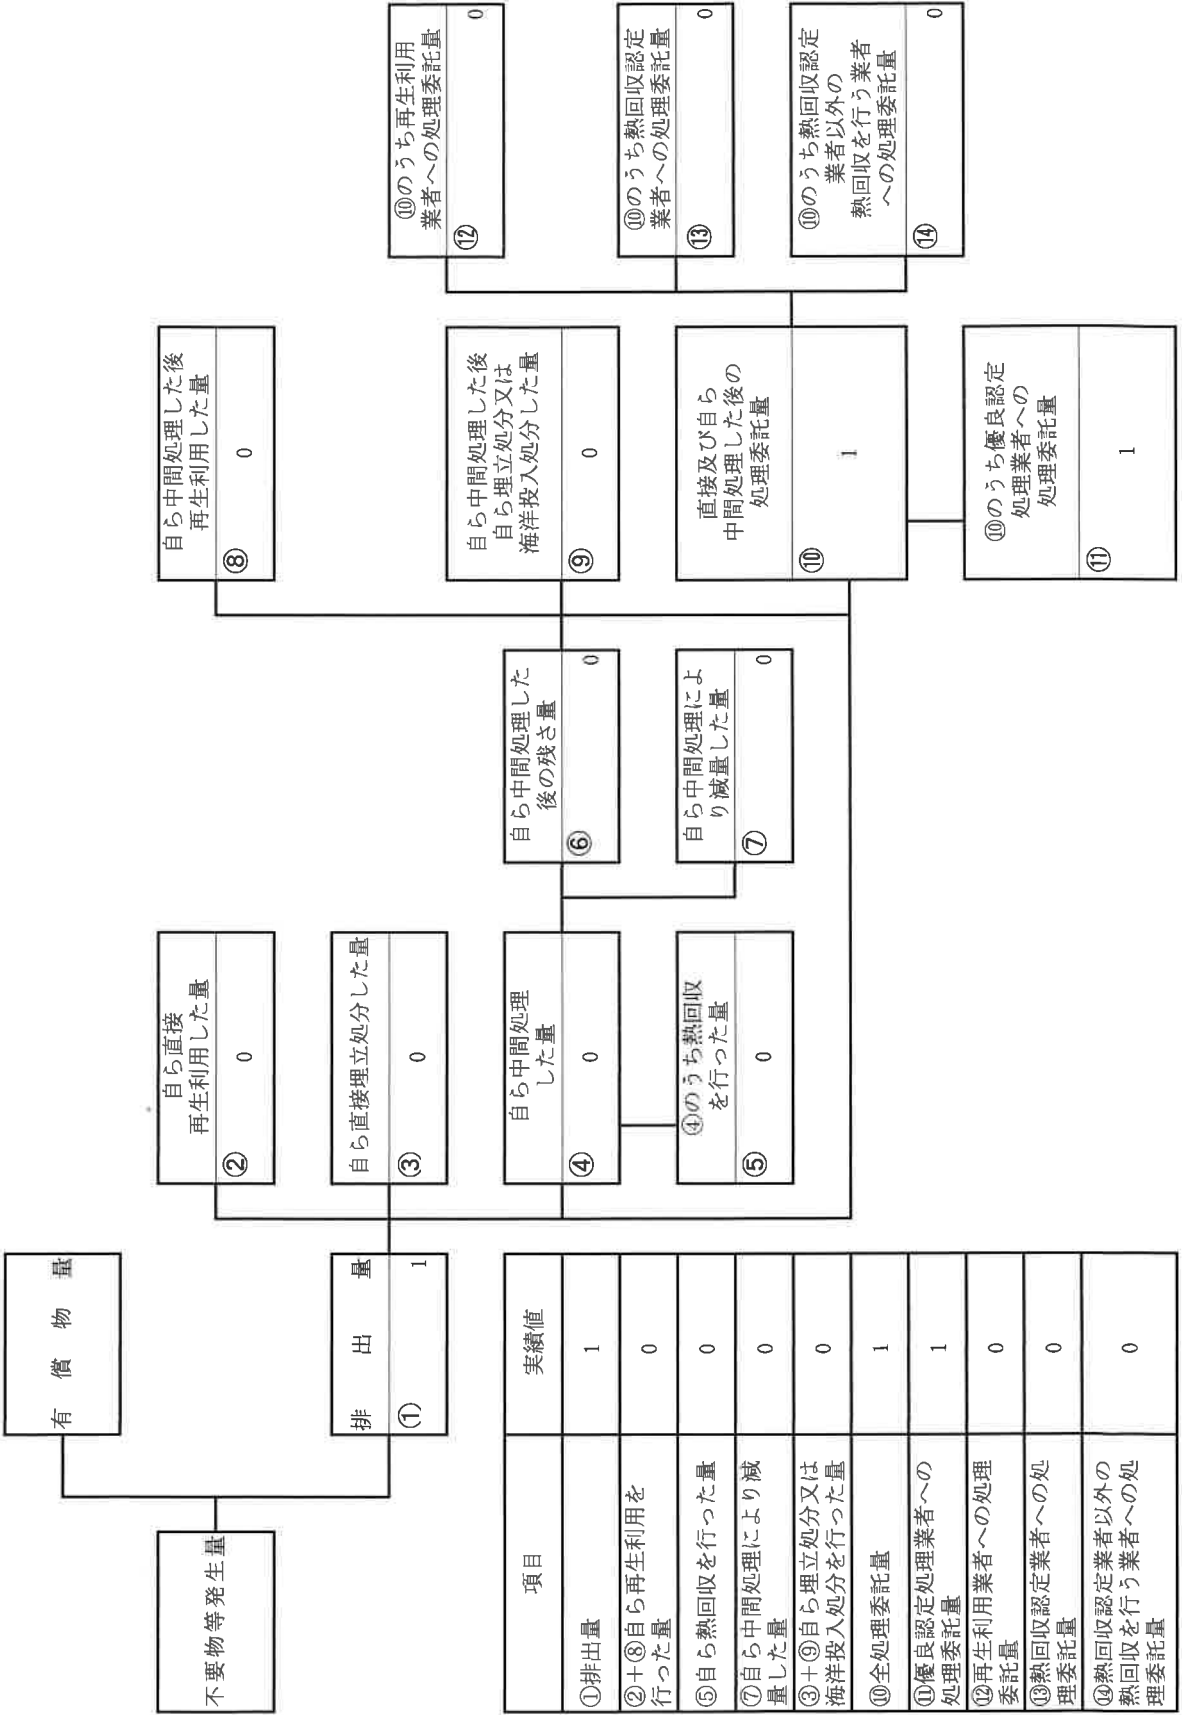 不要物等発生量
有償物量
排出量
① 1
自ら直接
再生利用した量
② 0
自ら直接埋立処分した量
③ 0
自ら中間処理
した量
④ 0
④のうち熱回収
を行った量
⑤ 0
自ら中間処理した
後の残さ量
⑥ 0
自ら中間処理によ
り減量した量
⑦ 0
自ら中間処理した後
再生利用した量
⑧ 0
自ら中間処理した後
自ら埋立処分又は
海洋投入処分した量
⑨ 0
直接及び自ら
中間処理した後の
処理委託量
⑩ 1
⑩のうち優良認定
処理業者への
処理委託量
⑪ 1
⑩のうち再生利用
業者への処理委託量
⑫ 0
⑩のうち熱回収認定
業者への処理委託量
⑬ 0
⑩のうち熱回収認定
業者以外の
熱回収を行う業者
への処理委託量
⑭ 0
項目 実績値
①排出量 1
②+⑧自ら再生利用を
行った量 0
⑤自ら熱回収を行った量 0
⑦自ら中間処理により減
量した量 0
③+⑨自ら埋立処分又は
海洋投入処分を行った量 0
⑩全処理委託量 1
⑪優良認定処理業者への
処理委託量 1
⑫再生利用業者への処理
委託量 0
⑬熱回収認定業者への処
理委託量 0
⑭熱回収認定業者以外の
熱回収を行う業者への処
理委託量 0